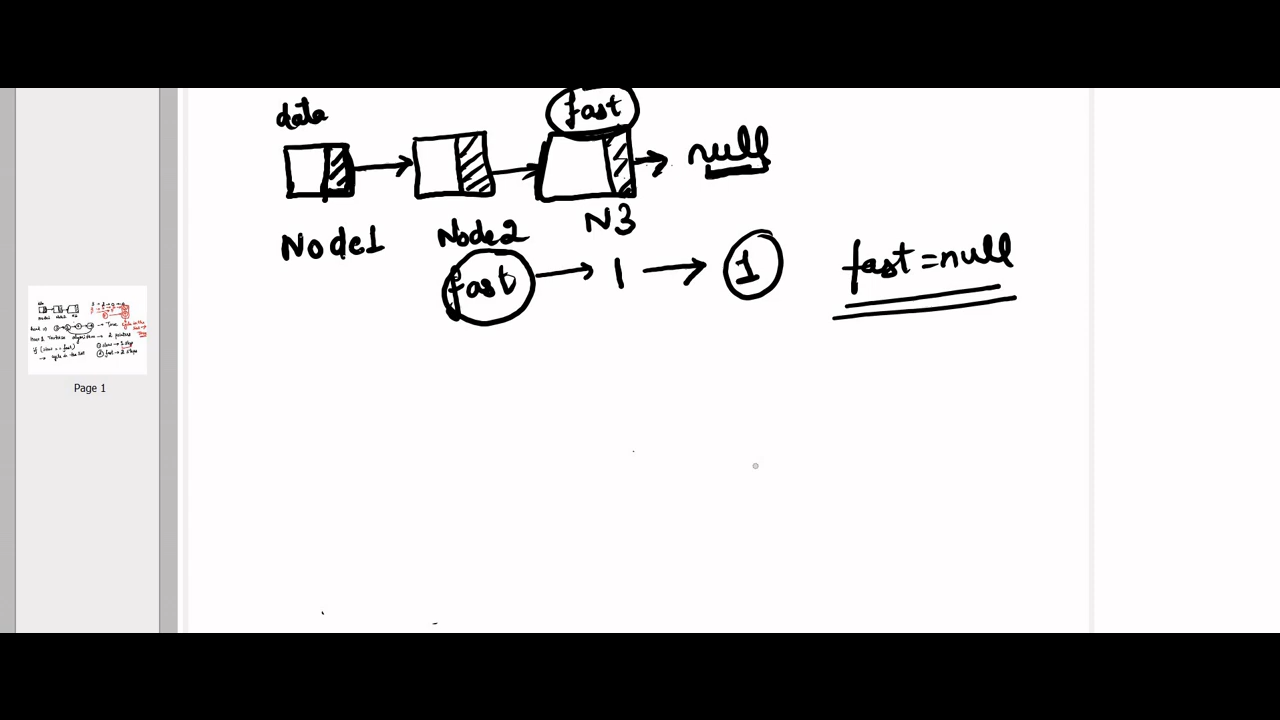 data
fast
null
Node1
Node2
N3
fast → 1 → 1
fast = null
Page 1